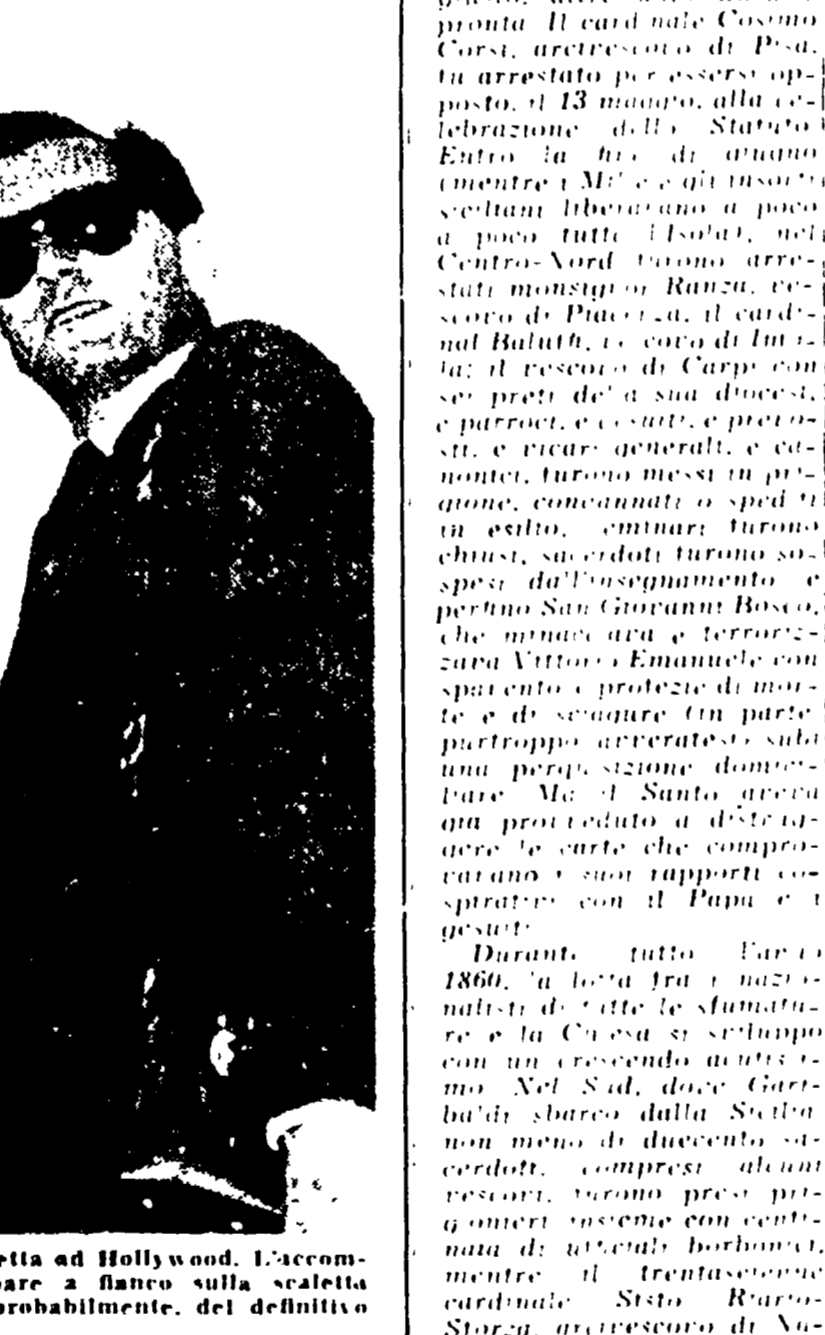 etta ad Hollywood. L'accom-
pare a fianco sulla scaletta
probabilmente, del definitivo
pronta Il cardinale Cosimo
Corsi, arcivescovo di Pisa,
fu arrestato per essersi op-
posto, il 13 maggio, alla ce-
lebrazione dello Statuto
Entro la di giugno
(mentre i e gli insorti
siciliani liberavano a poco
a poco tutta l'Isola), nel
Centro-Nord furono arre-
stati monsignor Ranza, ve-
scovo di Piacenza, il cardi-
nal Baluffi, vescovo di Imo-
la; il vescovo di Carpi con
sei preti della sua diocesi,
e parroci, e gesuiti, e prevo-
sti, e vicari generali, e ca-
nonici, furono messi in pri-
gione, condannati o spediti
in esilio, seminari furono
chiusi, sacerdoti furono so-
spesi dall'insegnamento e
perfino San Giovanni Bosco,
che minacciava e terroriz-
zava Vittorio Emanuele con
spavento e profezie di mor-
te e di sciagure (in parte
purtroppo avveratesi) subì
una perquisizione domici-
liare Ma il Santo aveva
già provveduto a distrug-
gere le carte che compro-
vavano i suoi rapporti co-
spirativi con il Papa e i
gesuiti
Durante tutto l'anno
1860, la lotta fra i nazio-
nalisti di tutte le sfumatu-
re e la Chiesa si sviluppò
con un crescendo acutissi-
mo Nel Sud, dove Gari-
baldi sbarcò dalla Sicilia
non meno di duecento sa-
cerdoti, compresi alcuni
vescovi, furono presi pri-
gionieri insieme con centi-
naia di ufficiali borbonici,
mentre il trentasettenne
cardinale Sisto Riario-
Sforza, arcivescovo di Na-